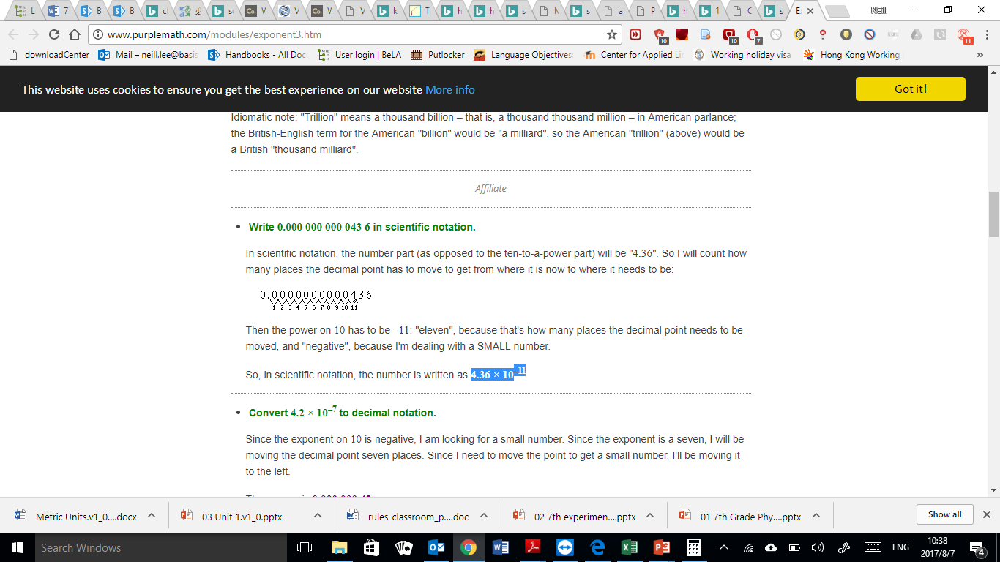 L 7 B B c s Co. V V Co. V V k T h h s N s a P h 1 C s E
Neill
www.purplemath.com/modules/exponent3.htm
10 10 7 11
downloadCenter Mail – neill.lee@basis Handbooks - All Doc User login | BeLA Putlocker Language Objectives: Center for Applied Li Working holiday visa Hong Kong Working »
This website uses cookies to ensure you get the best experience on our website More info
Got it!
Idiomatic note: "Trillion" means a thousand billion – that is, a thousand thousand million – in American parlance;
the British-English term for the American "billion" would be "a milliard", so the American "trillion" (above) would be
a British "thousand milliard".
Affiliate
• Write 0.000 000 000 043 6 in scientific notation.
In scientific notation, the number part (as opposed to the ten-to-a-power part) will be "4.36". So I will count how
many places the decimal point has to move to get from where it is now to where it needs to be:
0.0000000000436
1 2 3 4 5 6 7 8 9 10 11
Then the power on 10 has to be –11: "eleven", because that's how many places the decimal point needs to be
moved, and "negative", because I'm dealing with a SMALL number.
So, in scientific notation, the number is written as 4.36 × 10⁻¹¹
• Convert 4.2 × 10⁻⁷ to decimal notation.
Since the exponent on 10 is negative, I am looking for a small number. Since the exponent is a seven, I will be
moving the decimal point seven places. Since I need to move the point to get a small number, I'll be moving it
to the left.
Metric Units.v1_0....docx 03 Unit 1.v1_0.pptx rules-classroom_p....doc 02 7th experimen....pptx 01 7th Grade Phy....pptx Show all
Search Windows
ENG
10:38
2017/8/7
4